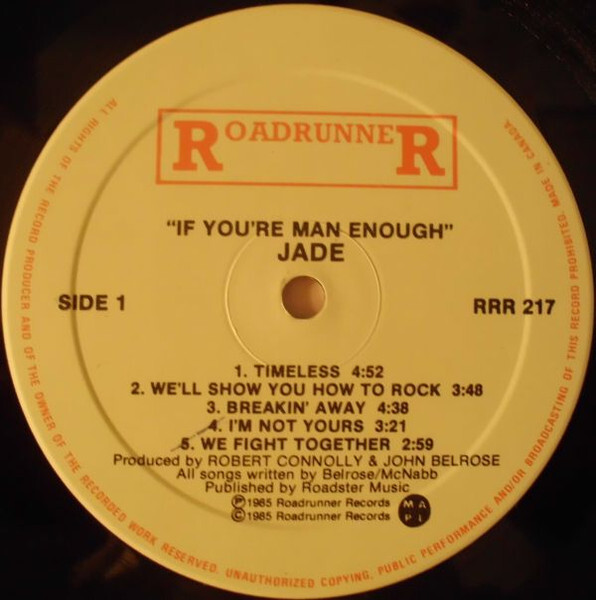 ROADRUNNER
"IF YOU'RE MAN ENOUGH"
JADE
SIDE 1
RRR 217
1. TIMELESS 4:52
2. WE'LL SHOW YOU HOW TO ROCK 3:48
3. BREAKIN' AWAY 4:38
4. I'M NOT YOURS 3:21
5. WE FIGHT TOGETHER 2:59
Produced by ROBERT CONNOLLY & JOHN BELROSE
All songs written by Belrose/McNabb
Published by Roadster Music
Ⓟ1985 Roadrunner Records
©1985 Roadrunner Records
M A
P L
ALL RIGHTS OF THE RECORD PRODUCER AND OF THE OWNER OF THE RECORDED WORK RESERVED. UNAUTHORIZED COPYING, PUBLIC PERFORMANCE AND/OR BROADCASTING OF THIS RECORD PROHIBITED. MADE IN CANADA.